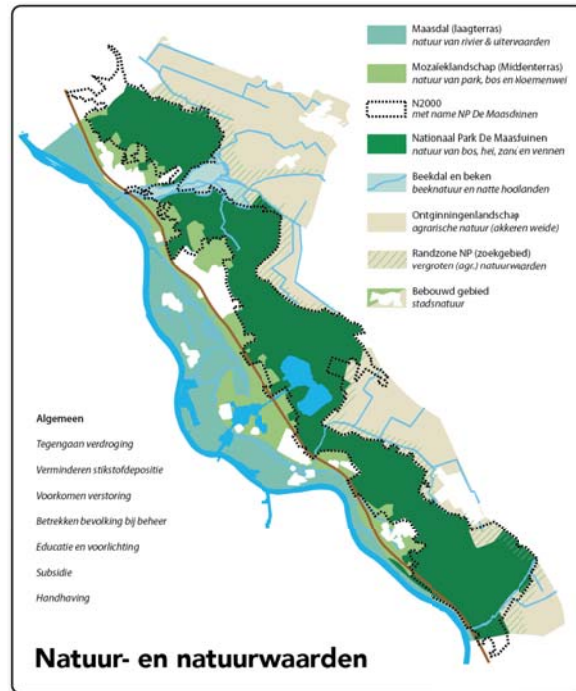 Maasdal (laagterras)
natuur van rivier & uiterwaarden
Mozaïeklandschap (Middenterras)
natuur van park, bos en bloemenwei
N2000
met name NP De Maasduinen
Nationaal Park De Maasduinen
natuur van bos, hei, zand en vennen
Beekdal en beken
beeknatuur en natte hooilanden
Ontginningenlandschap
agrarische natuur (akkeren weide)
Randzone NP (zoekgebied)
vergroten (agr.) natuurwaarden
Bebouwd gebied
stadsnatuur
Algemeen
Tegengaan verdroging
Verminderen stikstofdepositie
Voorkomen verstoring
Betrekken bevolking bij beheer
Educatie en voorlichting
Subsidie
Handhaving
Natuur- en natuurwaarden